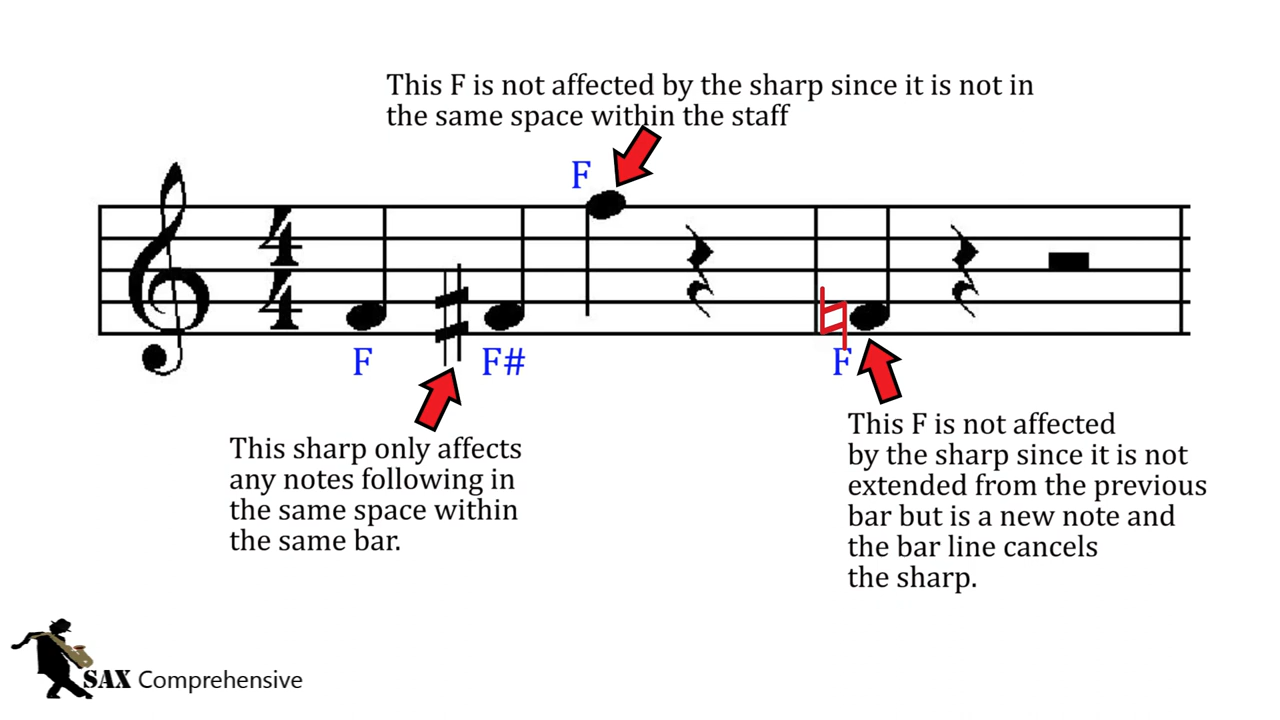 This F is not affected by the sharp since it is not in
the same space within the staff
F
4
4
F
F#
F
This sharp only affects
any notes following in
the same space within
the same bar.
This F is not affected
by the sharp since it is not
extended from the previous
bar but is a new note and
the bar line cancels
the sharp.
SAX Comprehensive